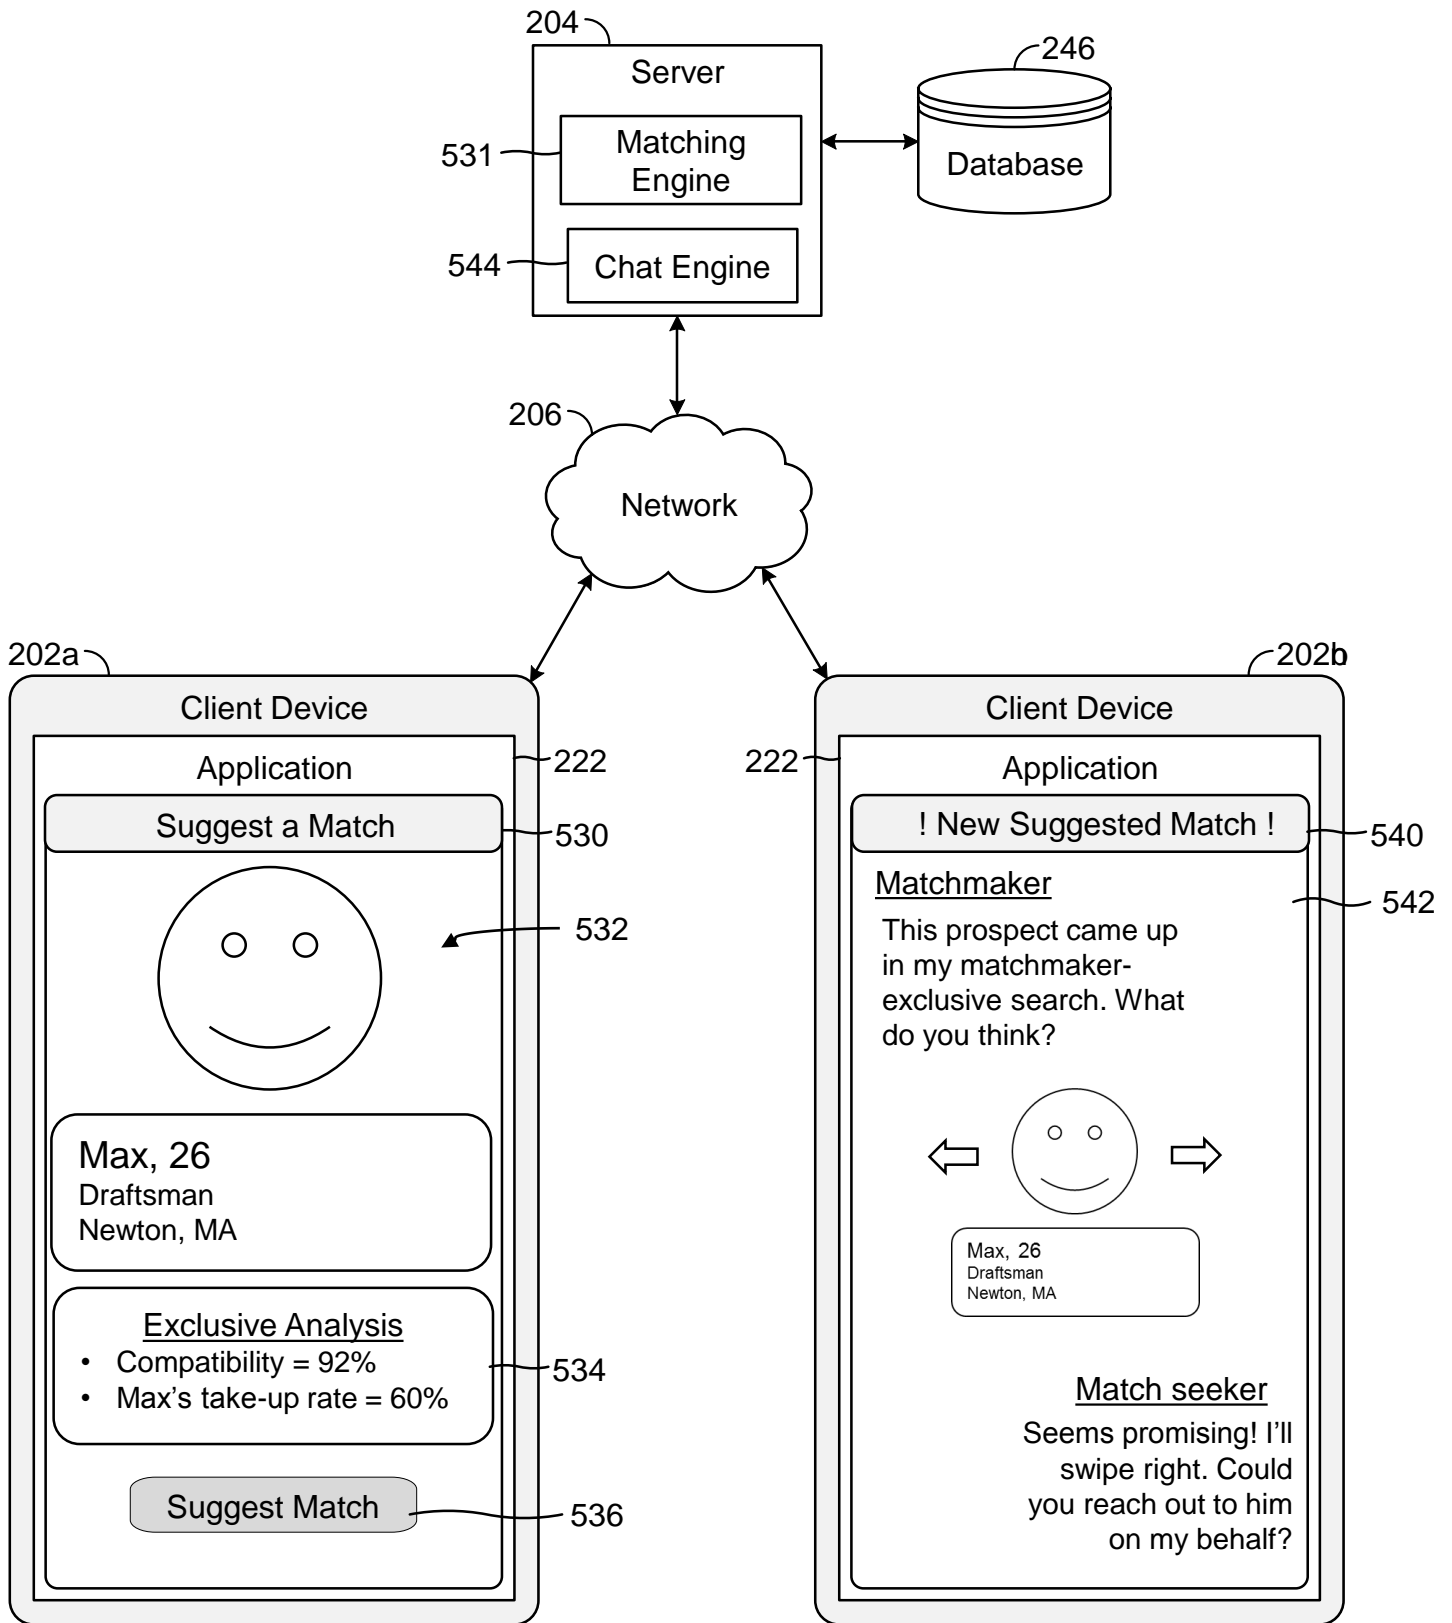 204
246
Server
Matching
Engine
531
Database
544
Chat Engine
206
Network
202a
202b
Client Device
Application
222
Suggest a Match
530
532
Max, 26
Draftsman
Newton, MA
Exclusive Analysis
• Compatibility = 92%
• Max's take-up rate = 60%
534
Suggest Match
536
Client Device
222
Application
! New Suggested Match !
540
Matchmaker
542
This prospect came up
in my matchmaker-
exclusive search. What
do you think?
Max, 26
Draftsman
Newton, MA
Match seeker
Seems promising! I'll
swipe right. Could
you reach out to him
on my behalf?